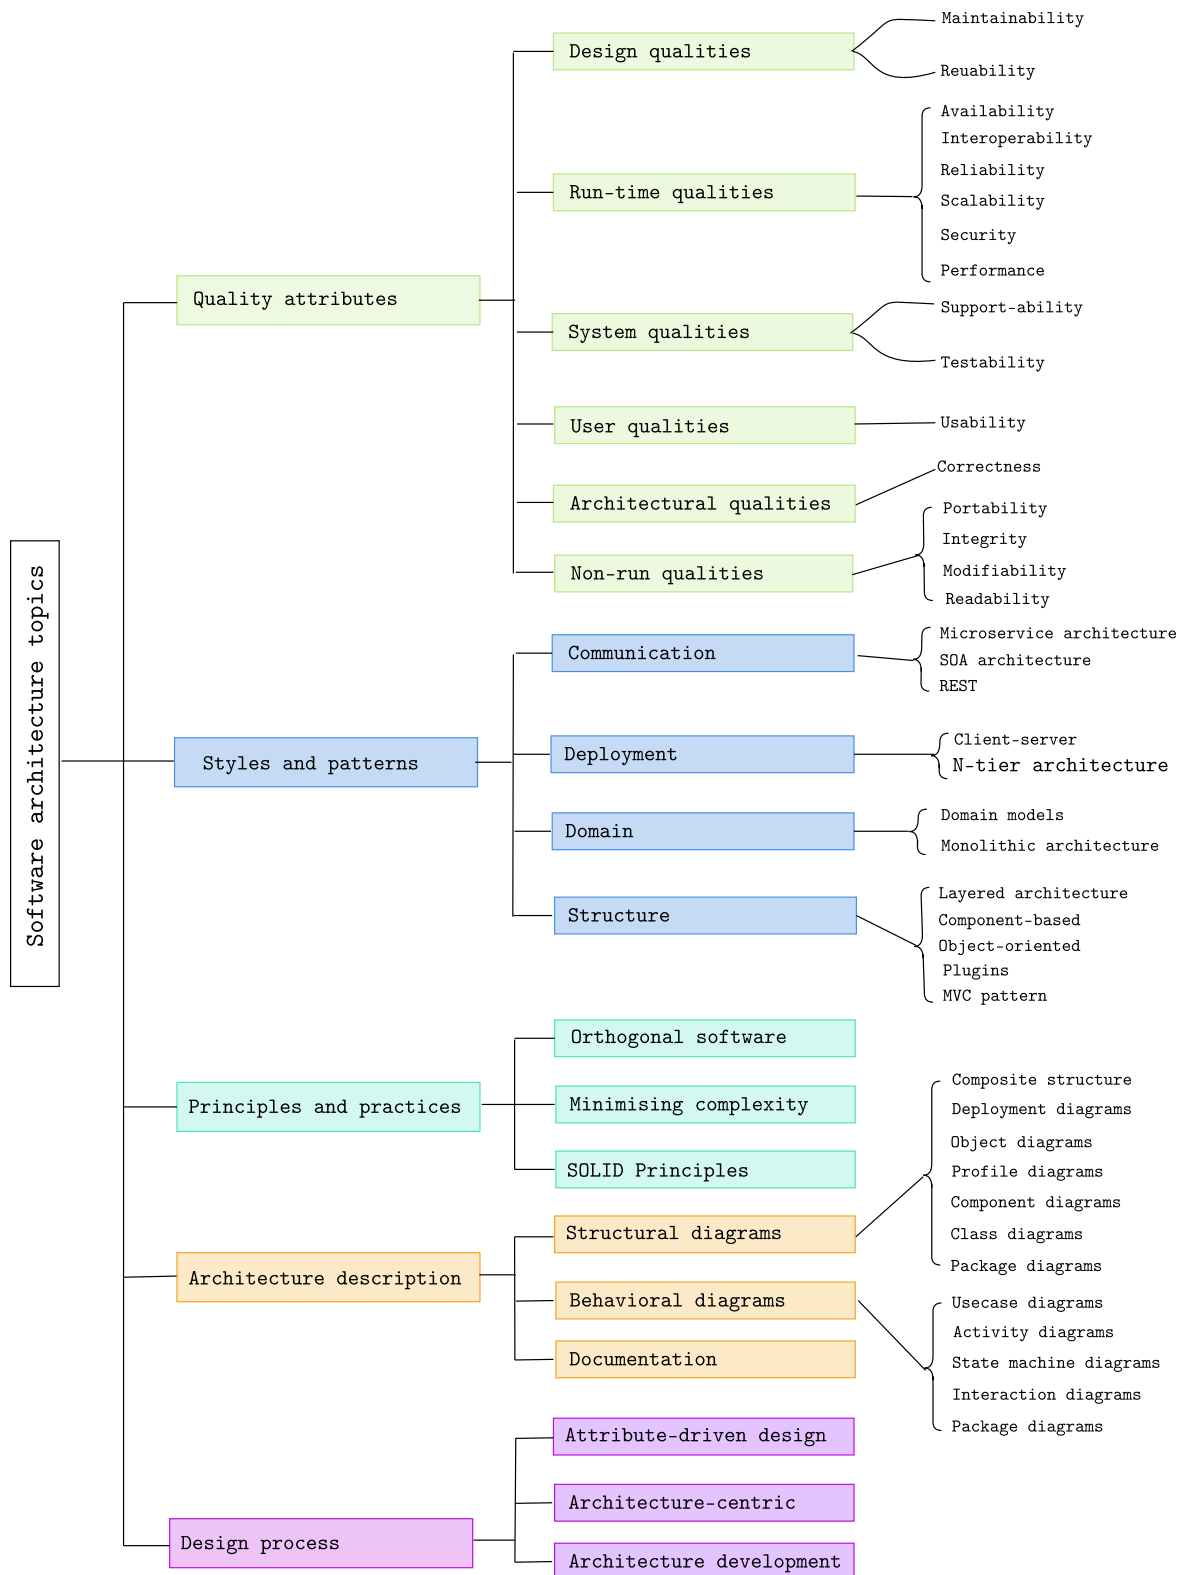 Software architecture topics
Quality attributes
Design qualities
Maintainability
Reuability
Run-time qualities
Availability
Interoperability
Reliability
Scalability
Security
Performance
System qualities
Support-ability
Testability
User qualities
Usability
Architectural qualities
Correctness
Non-run qualities
Portability
Integrity
Modifiability
Readability
Styles and patterns
Communication
Microservice architecture
SOA architecture
REST
Deployment
Client-server
N-tier architecture
Domain
Domain models
Monolithic architecture
Structure
Layered architecture
Component-based
Object-oriented
Plugins
MVC pattern
Principles and practices
Orthogonal software
Minimising complexity
SOLID Principles
Architecture description
Structural diagrams
Composite structure
Deployment diagrams
Object diagrams
Profile diagrams
Component diagrams
Class diagrams
Package diagrams
Behavioral diagrams
Usecase diagrams
Activity diagrams
State machine diagrams
Interaction diagrams
Package diagrams
Documentation
Design process
Attribute-driven design
Architecture-centric
Architecture development